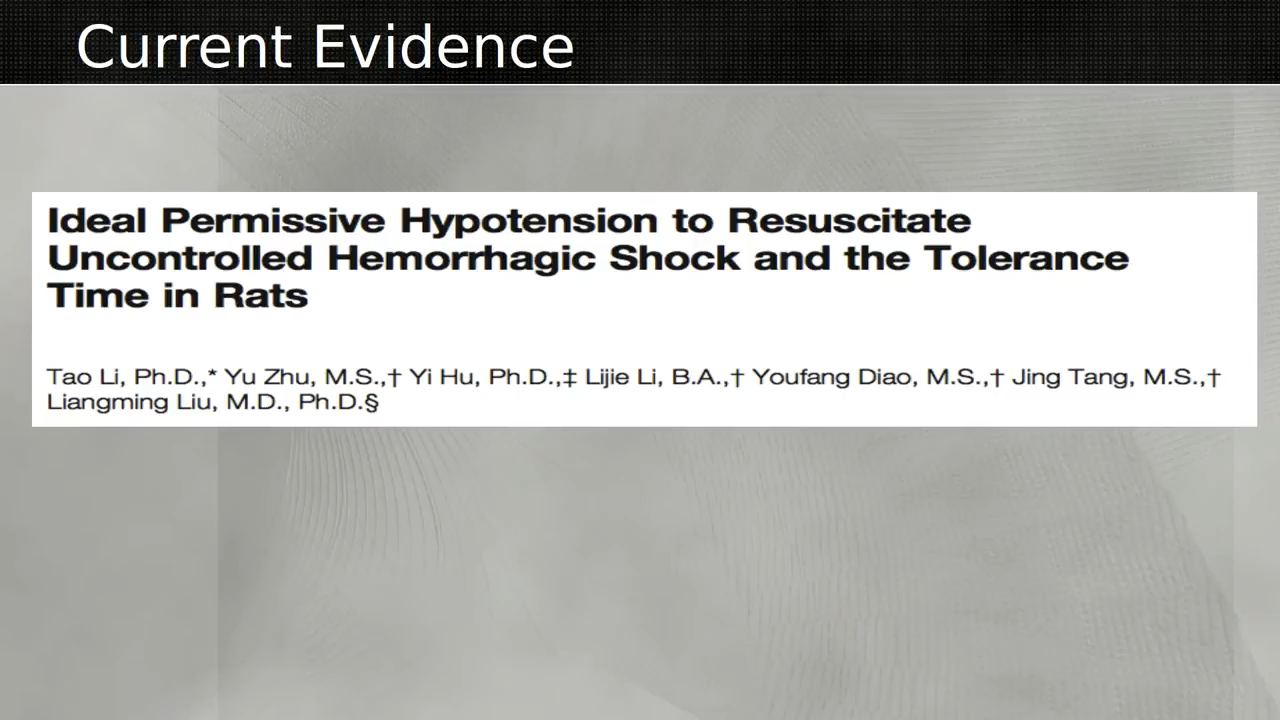 Current Evidence
Ideal Permissive Hypotension to Resuscitate
Uncontrolled Hemorrhagic Shock and the Tolerance
Time in Rats
Tao Li, Ph.D.,* Yu Zhu, M.S.,† Yi Hu, Ph.D.,‡ Lijie Li, B.A.,† Youfang Diao, M.S.,† Jing Tang, M.S.,†
Liangming Liu, M.D., Ph.D.§